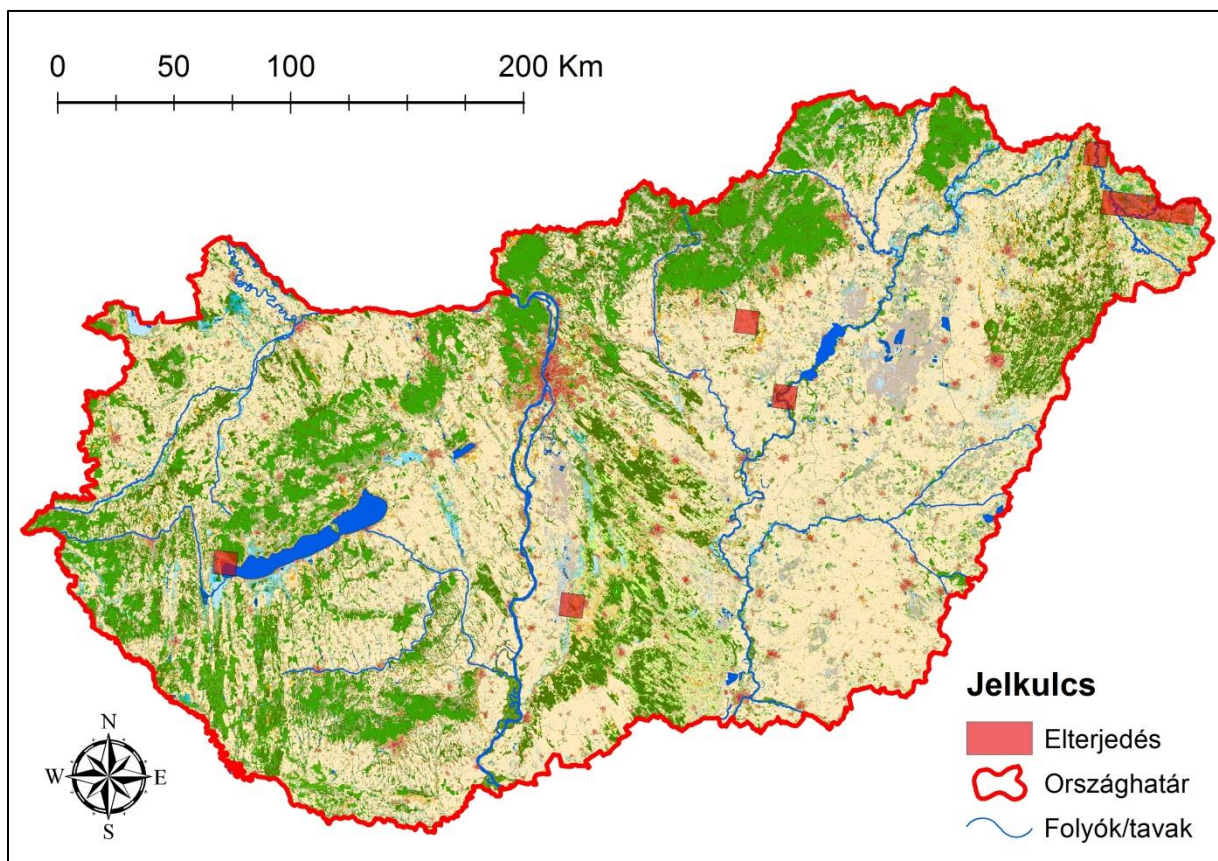 0 50 100 200 Km
N
W E
S
Jelkulcs
Elterjedés
Országhatár
Folyók/tavak